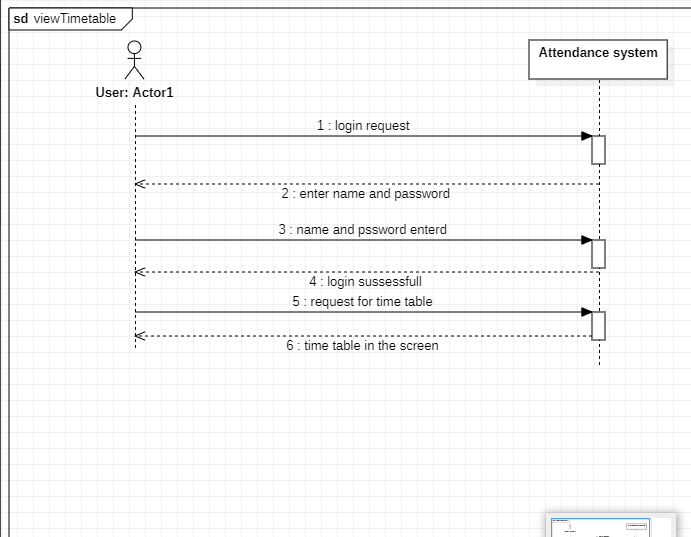 sd viewTimetable
Attendance system
User: Actor1
1 : login request
2 : enter name and password
3 : name and pssword enterd
4 : login sussessfull
5 : request for time table
6 : time table in the screen